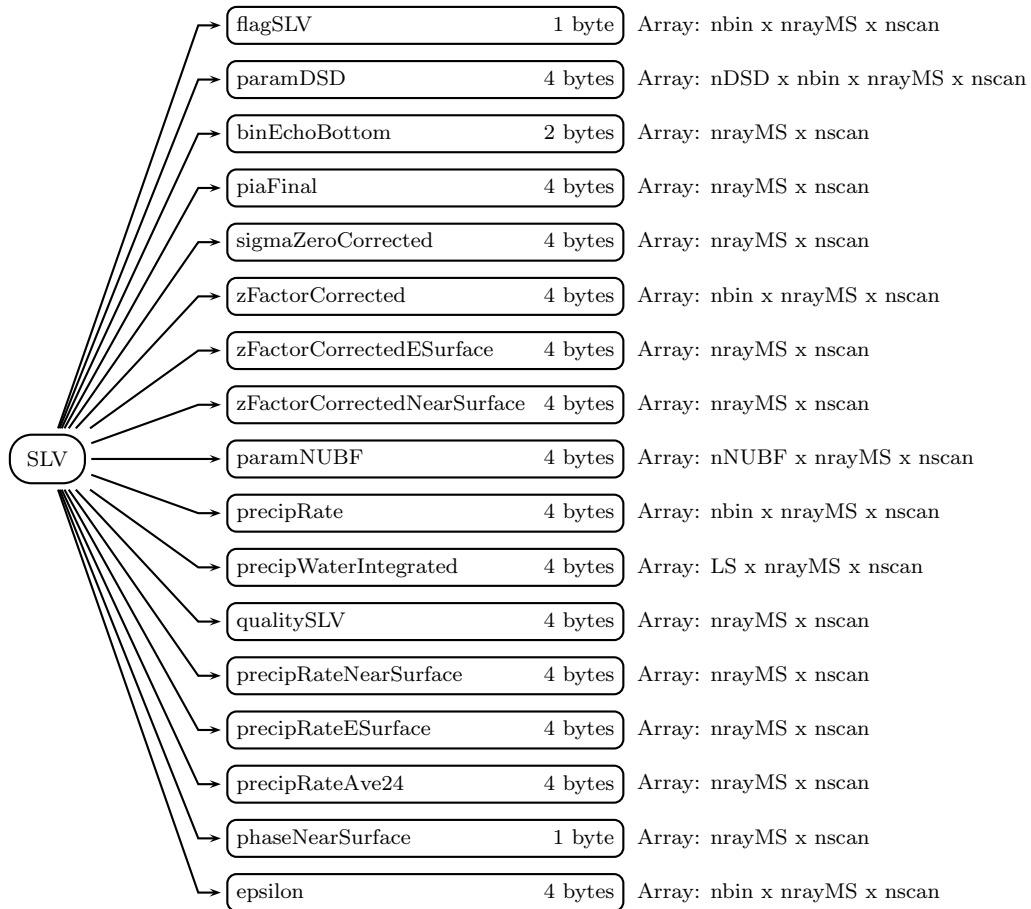 flagSLV 1 byte Array: nbin x nrayMS x nscan
paramDSD 4 bytes Array: nDSD x nbin x nrayMS x nscan
binEchoBottom 2 bytes Array: nrayMS x nscan
piaFinal 4 bytes Array: nrayMS x nscan
sigmaZeroCorrected 4 bytes Array: nrayMS x nscan
zFactorCorrected 4 bytes Array: nbin x nrayMS x nscan
zFactorCorrectedESurface 4 bytes Array: nrayMS x nscan
zFactorCorrectedNearSurface 4 bytes Array: nrayMS x nscan
SLV paramNUBF 4 bytes Array: nNUBF x nrayMS x nscan
precipRate 4 bytes Array: nbin x nrayMS x nscan
precipWaterIntegrated 4 bytes Array: LS x nrayMS x nscan
qualitySLV 4 bytes Array: nrayMS x nscan
precipRateNearSurface 4 bytes Array: nrayMS x nscan
precipRateESurface 4 bytes Array: nrayMS x nscan
precipRateAve24 4 bytes Array: nrayMS x nscan
phaseNearSurface 1 byte Array: nrayMS x nscan
epsilon 4 bytes Array: nbin x nrayMS x nscan